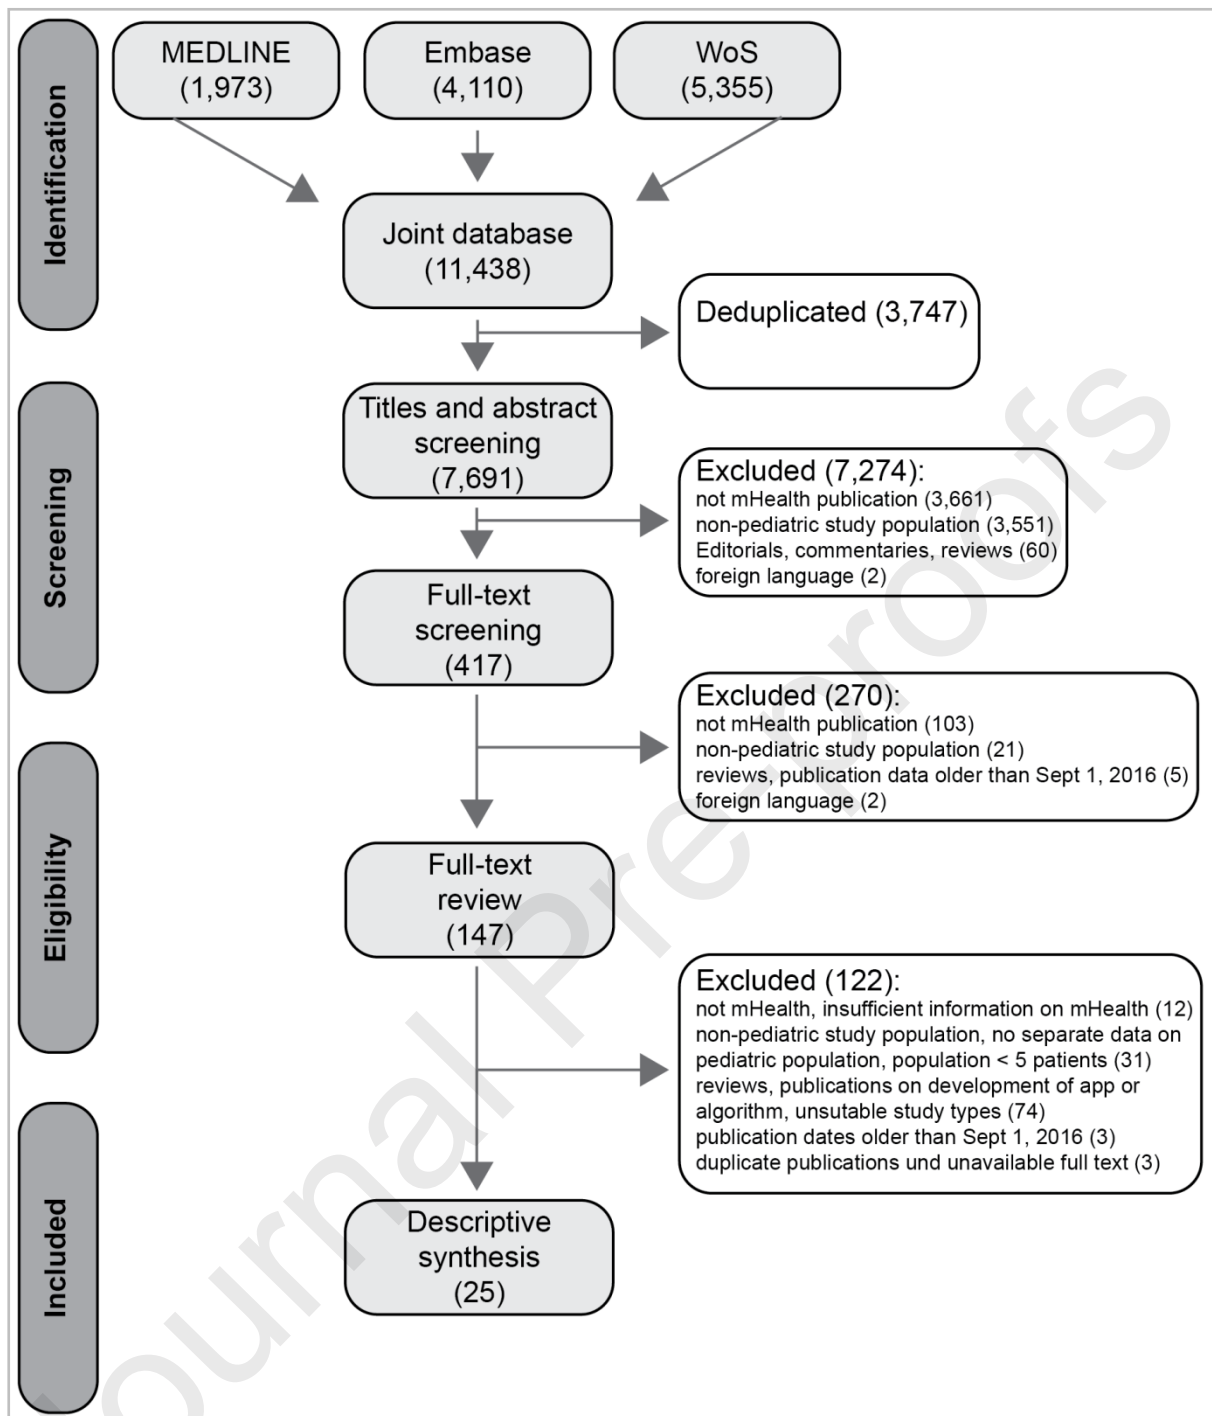 Identification
MEDLINE
(1,973)
Embase
(4,110)
WoS
(5,355)
Joint database
(11,438)
Deduplicated (3,747)
Screening
Titles and abstract
screening
(7,691)
Excluded (7,274):
not mHealth publication (3,661)
non-pediatric study population (3,551)
Editorials, commentaries, reviews (60)
foreign language (2)
Full-text
screening
(417)
Excluded (270):
not mHealth publication (103)
non-pediatric study population (21)
reviews, publication data older than Sept 1, 2016 (5)
foreign language (2)
Eligibility
Full-text
review
(147)
Excluded (122):
not mHealth, insufficient information on mHealth (12)
non-pediatric study population, no separate data on
pediatric population, population < 5 patients (31)
reviews, publications on development of app or
algorithm, unsutable study types (74)
publication dates older than Sept 1, 2016 (3)
duplicate publications und unavailable full text (3)
Included
Descriptive
synthesis
(25)
Journal Pre-proofs